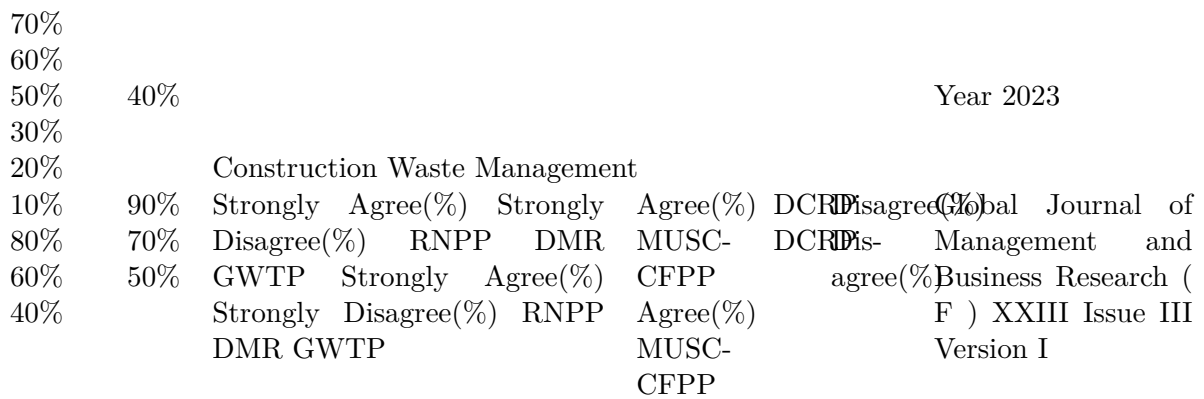 70%
60%
50% 40% Year 2023
30%
20% Construction Waste Management
10% 90% Strongly Agree(%) Strongly Agree(%) DCRP Disagree(%) Global Journal of
80% 70% Disagree(%) RNPP DMR MUSC- DCRP Dis- Management and
60% 50% GWTP Strongly Agree(%) CFPP agree(%) Business Research (
40% Strongly Disagree(%) RNPP Agree(%) F ) XXIII Issue III
DMR GWTP MUSC- Version I
CFPP